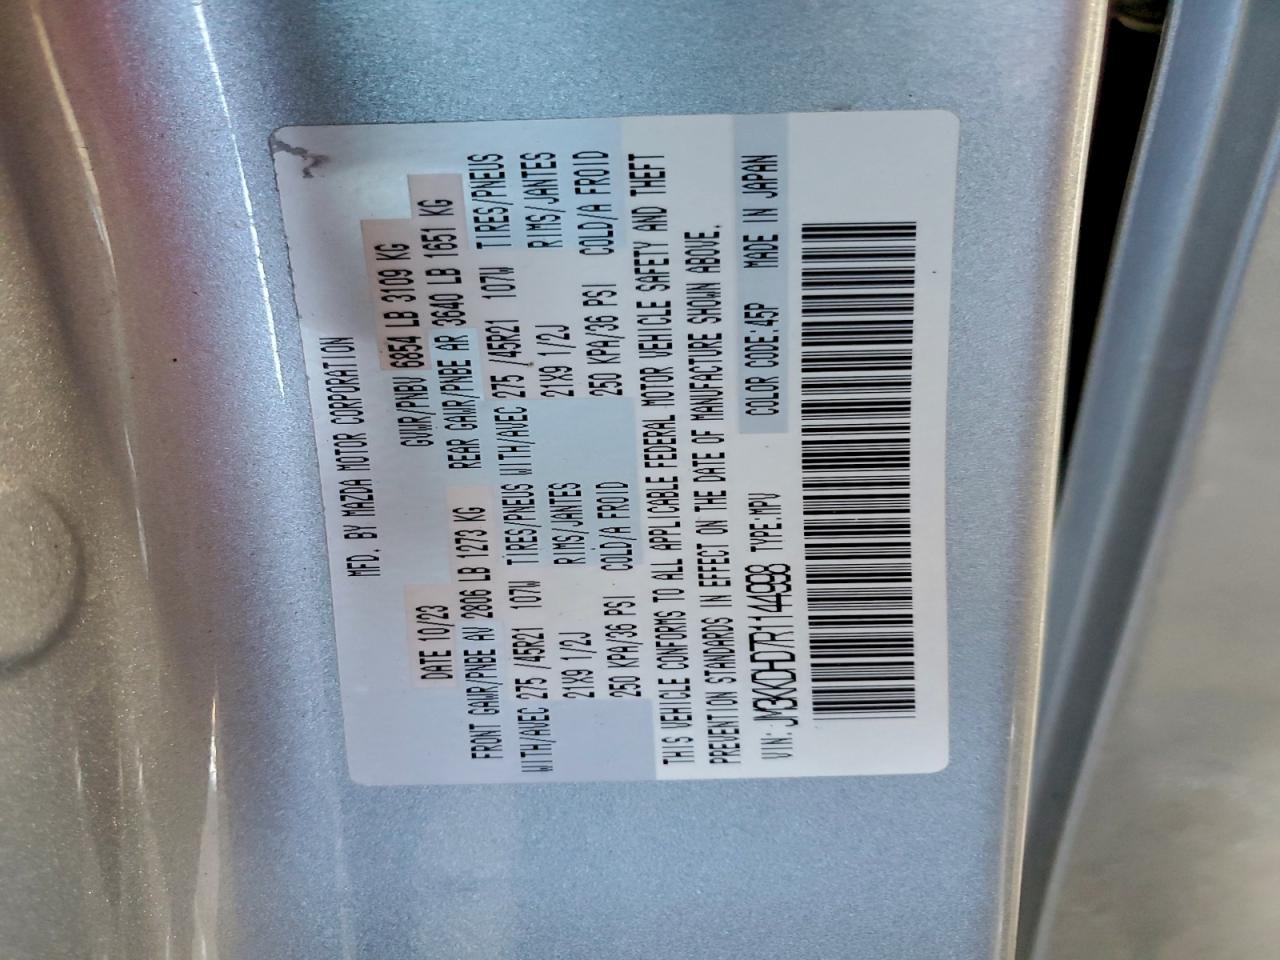 MFD. BY MAZDA MOTOR CORPORATION
DATE 10/23 GVWR/PNBV 6854 LB 3109 KG
FRONT GAWR/PNBE AV 2806 LB 1273 KG REAR GAWR/PNBE AR 3640 LB 1651 KG
WITH/AVEC 275 /45R21 107W TIRES/PNEUS WITH/AVEC 275 /45R21 107W TIRES/PNEUS
21X9 1/2J RIMS/JANTES 21X9 1/2J RIMS/JANTES
250 KPA/36 PSI COLD/A FROID 250 KPA/36 PSI COLD/A FROID
THIS VEHICLE CONFORMS TO ALL APPLICABLE FEDERAL MOTOR VEHICLE SAFETY AND THEFT
PREVENTION STANDARDS IN EFFECT ON THE DATE OF MANUFACTURE SHOWN ABOVE.
VIN: JM3KKDHD7R1144998 TYPE:MPV COLOR CODE:45P MADE IN JAPAN